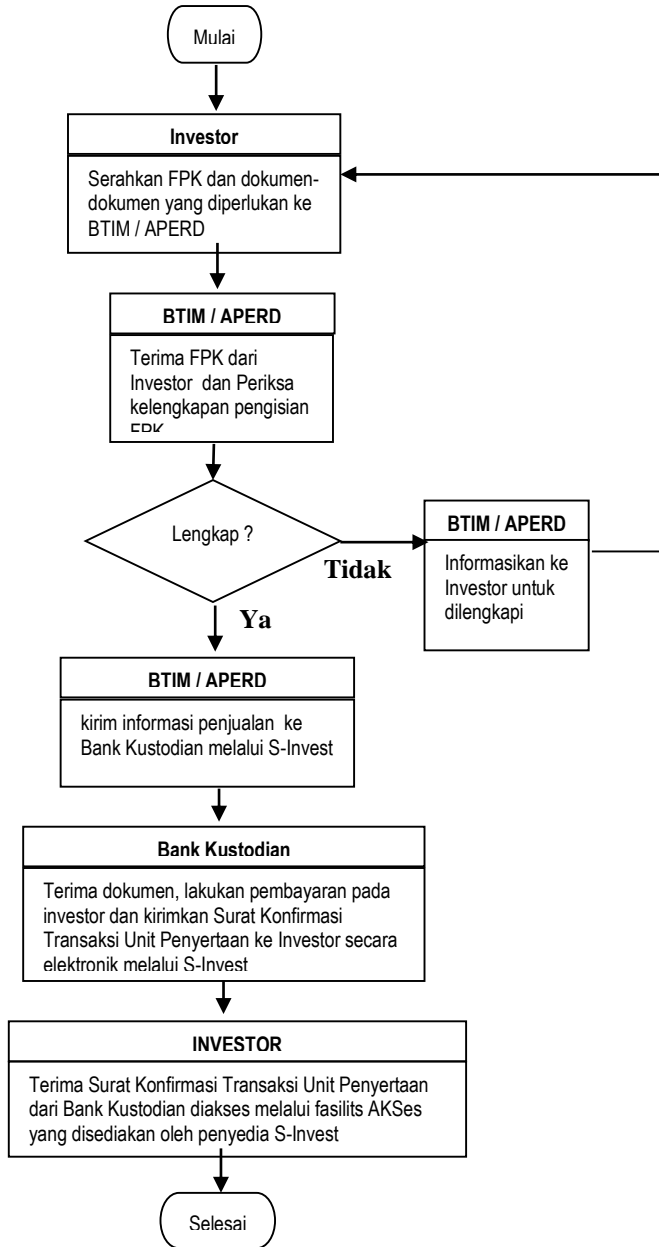 Mulai
Investor
Serahkan FPK dan dokumen-
dokumen yang diperlukan ke
BTIM / APERD
BTIM / APERD
Terima FPK dari
Investor dan Periksa
kelengkapan pengisian
FPK
Lengkap ?
Tidak
BTIM / APERD
Informasikan ke
Investor untuk
dilengkapi
Ya
BTIM / APERD
kirim informasi penjualan ke
Bank Kustodian melalui S-Invest
Bank Kustodian
Terima dokumen, lakukan pembayaran pada
investor dan kirimkan Surat Konfirmasi
Transaksi Unit Penyertaan ke Investor secara
elektronik melalui S-Invest
INVESTOR
Terima Surat Konfirmasi Transaksi Unit Penyertaan
dari Bank Kustodian diakses melalui fasilits AKSes
yang disediakan oleh penyedia S-Invest
Selesai